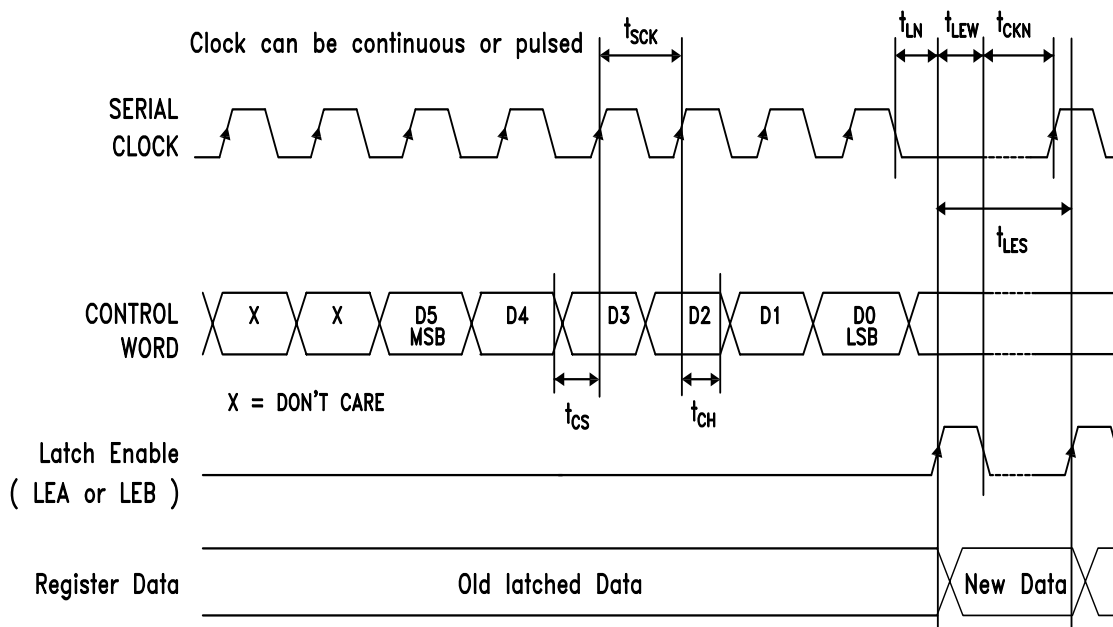 Clock can be continuous or pulsed
tSCK
tLN
tLEW
tCKN
SERIAL
CLOCK
tLES
CONTROL
WORD
X
X
D5
MSB
D4
D3
D2
D1
D0
LSB
X = DON'T CARE
tCS
tCH
Latch Enable
( LEA or LEB )
Register Data
Old latched Data
New Data